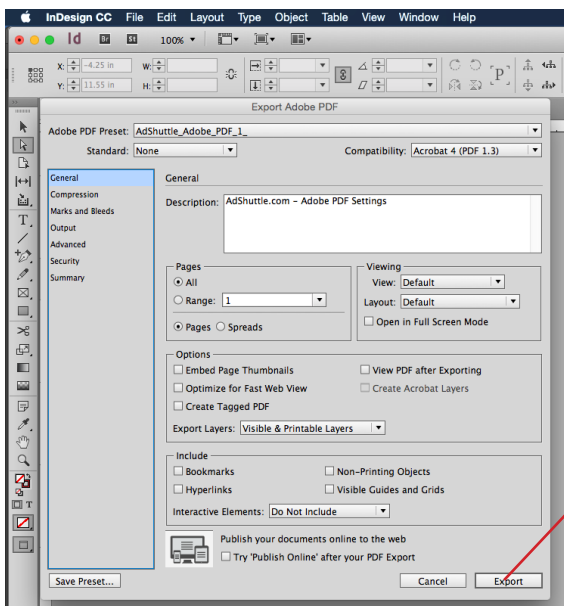 InDesign CC File Edit Layout Type Object Table View Window Help
Id Br St 100%
X: -4.25 in W:
Y: 11.55 in H:
P
Export Adobe PDF
Adobe PDF Preset: AdShuttle_Adobe_PDF_1_
Standard: None Compatibility: Acrobat 4 (PDF 1.3)
General
Compression
Marks and Bleeds
Output
Advanced
Security
Summary
General
Description: AdShuttle.com – Adobe PDF Settings
Pages
All
Range: 1
Pages Spreads
Viewing
View: Default
Layout: Default
Open in Full Screen Mode
Options
Embed Page Thumbnails View PDF after Exporting
Optimize for Fast Web View Create Acrobat Layers
Create Tagged PDF
Export Layers: Visible & Printable Layers
Include
Bookmarks Non-Printing Objects
Hyperlinks Visible Guides and Grids
Interactive Elements: Do Not Include
Publish your documents online to the web
Try 'Publish Online' after your PDF Export
Save Preset... Cancel Export